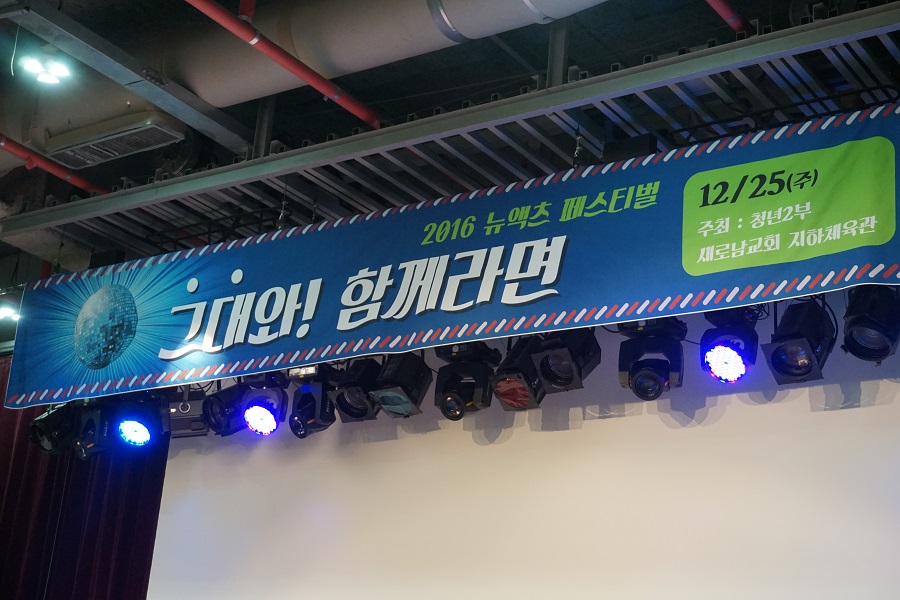 2016 뉴액츠 페스티벌
그대와! 함께라면
12/25(주)
주최 : 청년2부
새로남교회 지하체육관